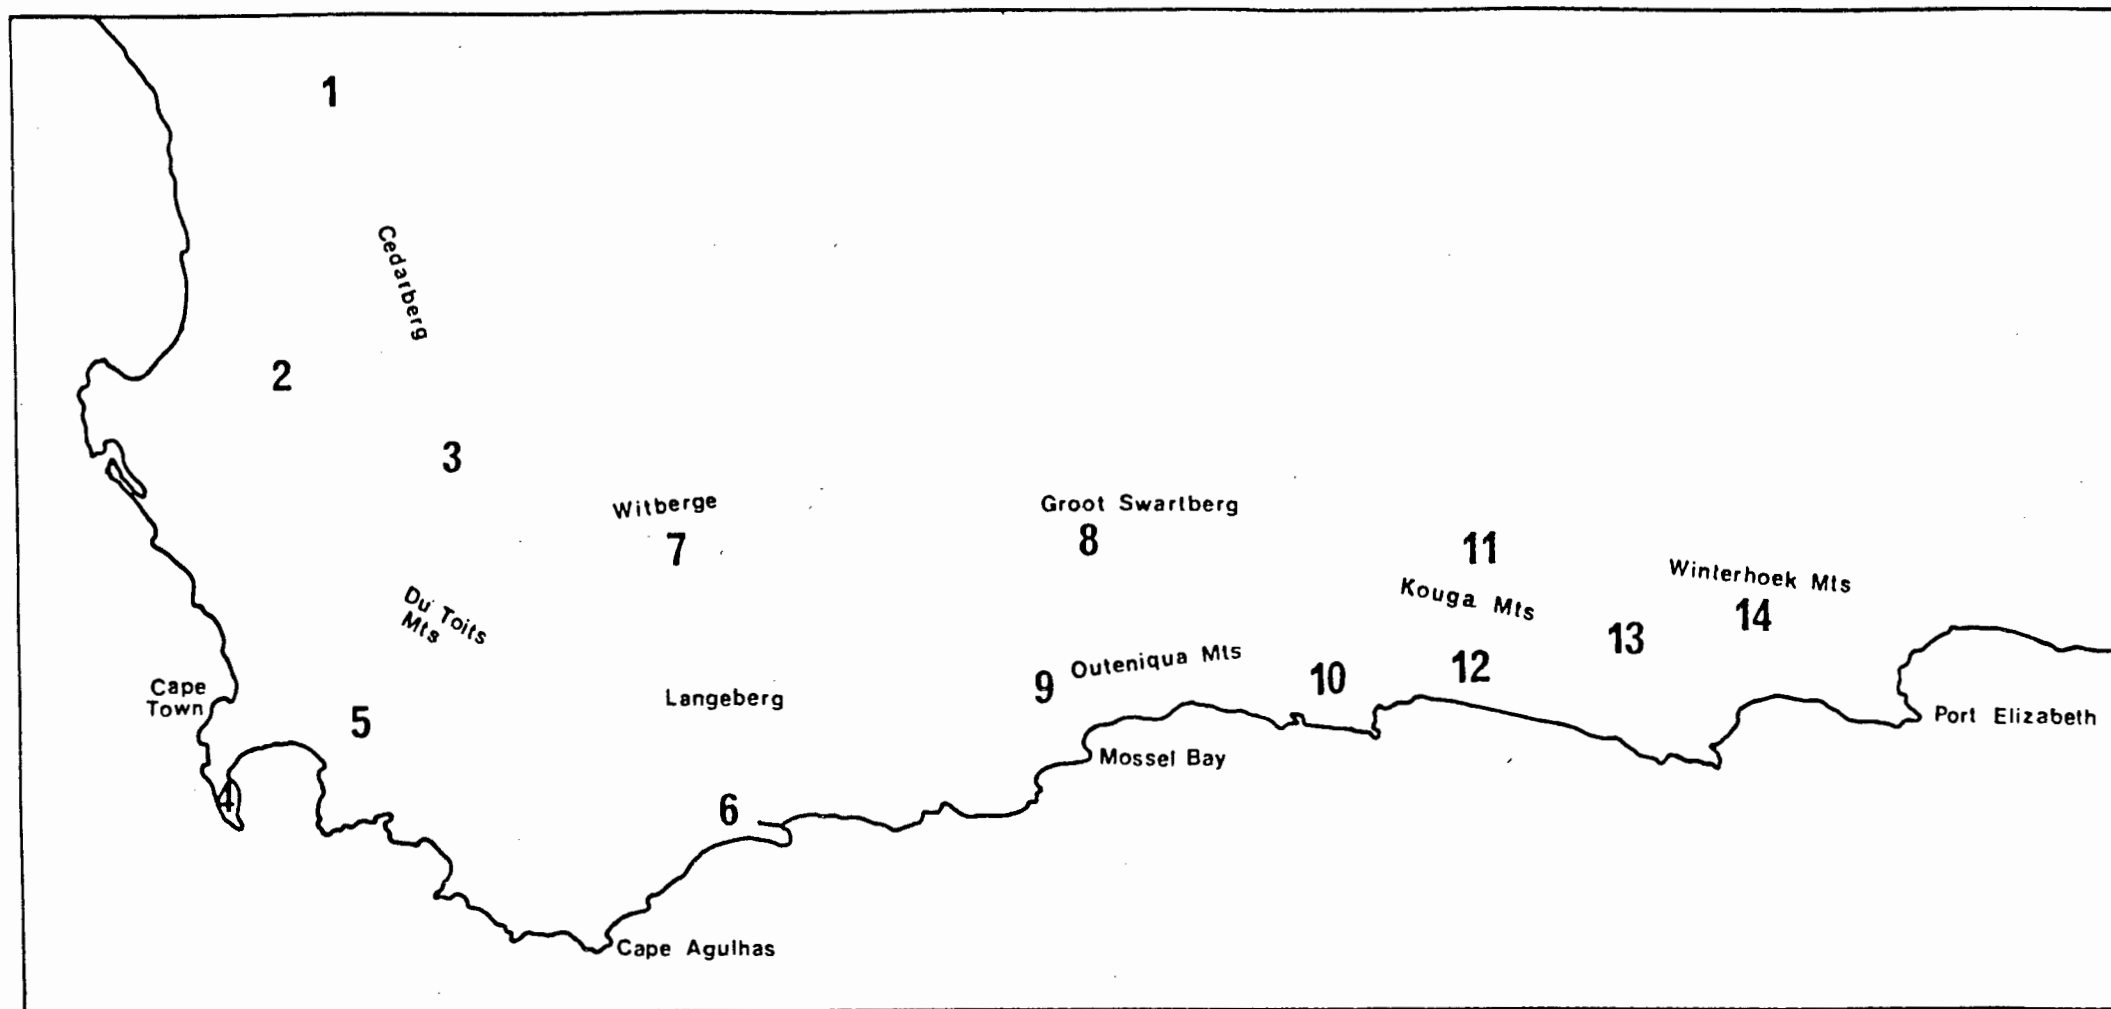 1
Cedarberg
2
3
Witberge
7
Groot Swartberg
8
11
Kouga Mts
Winterhoek Mts
14
13
12
Du Toits
Mts
Outeniqua Mts
9
10
Langeberg
Cape
Town
5
4
6
Mossel Bay
Port Elizabeth
Cape Agulhas